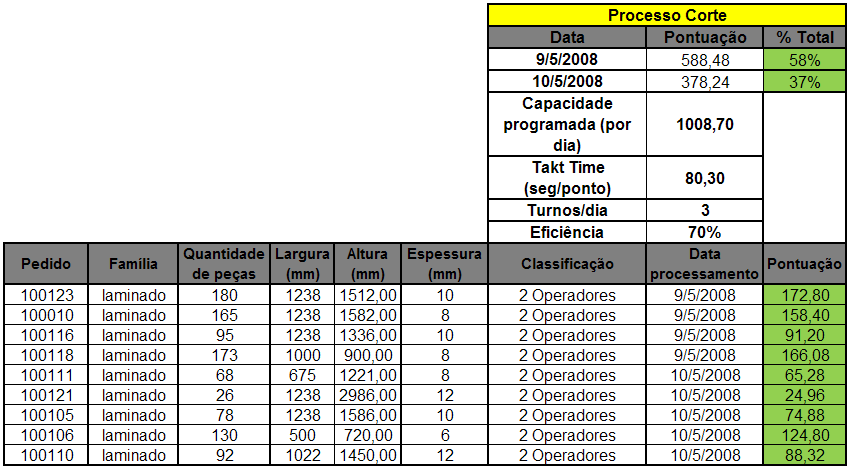 Processo Corte
Data Pontuação % Total
9/5/2008 588,48 58%
10/5/2008 378,24 37%
Capacidade
programada (por
dia)
1008,70
Takt Time
(seg/ponto)
80,30
Turnos/dia 3
Eficiência 70%
Pedido Família Quantidade de peças Largura (mm) Altura (mm) Espessura (mm) Classificação Data processamento Pontuação
100123 laminado 180 1238 1512,00 10 2 Operadores 9/5/2008 172,80
100010 laminado 165 1238 1582,00 8 2 Operadores 9/5/2008 158,40
100116 laminado 95 1238 1336,00 10 2 Operadores 9/5/2008 91,20
100118 laminado 173 1000 900,00 8 2 Operadores 9/5/2008 166,08
100111 laminado 68 675 1221,00 8 2 Operadores 10/5/2008 65,28
100121 laminado 26 1238 2986,00 12 2 Operadores 10/5/2008 24,96
100105 laminado 78 1238 1586,00 10 2 Operadores 10/5/2008 74,88
100106 laminado 130 500 720,00 6 2 Operadores 10/5/2008 124,80
100110 laminado 92 1022 1450,00 12 2 Operadores 10/5/2008 88,32